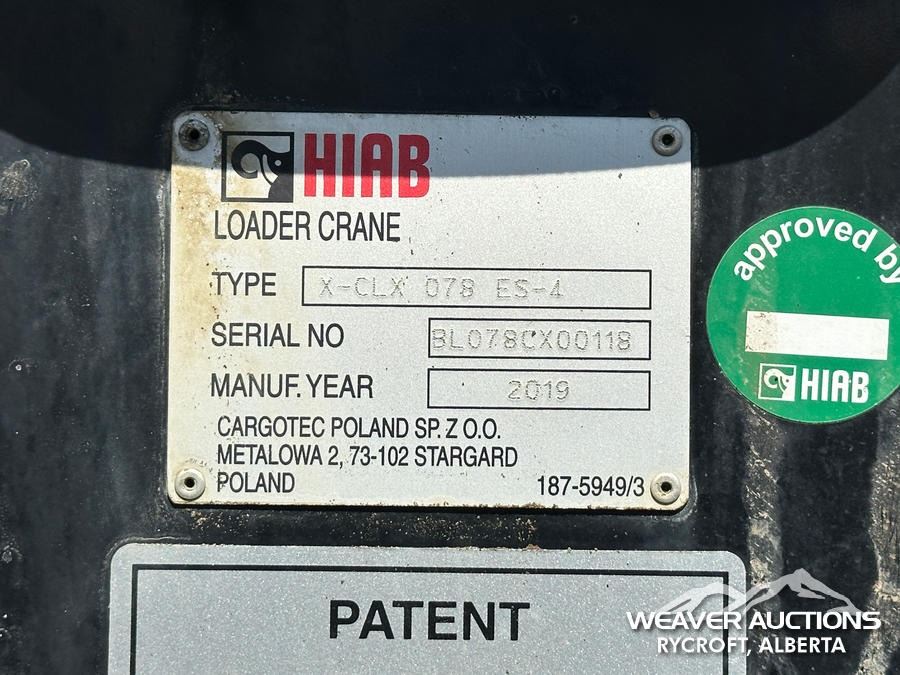 HIAB
LOADER CRANE
TYPE X-CLX 078 ES-4
SERIAL NO BL078CX00118
MANUF. YEAR 2019
CARGOTEC POLAND SP. Z O.O.
METALOWA 2, 73-102 STARGARD
POLAND 187-5949/3
approved by
HIAB
PATENT
WEAVER AUCTIONS
RYCROFT, ALBERTA